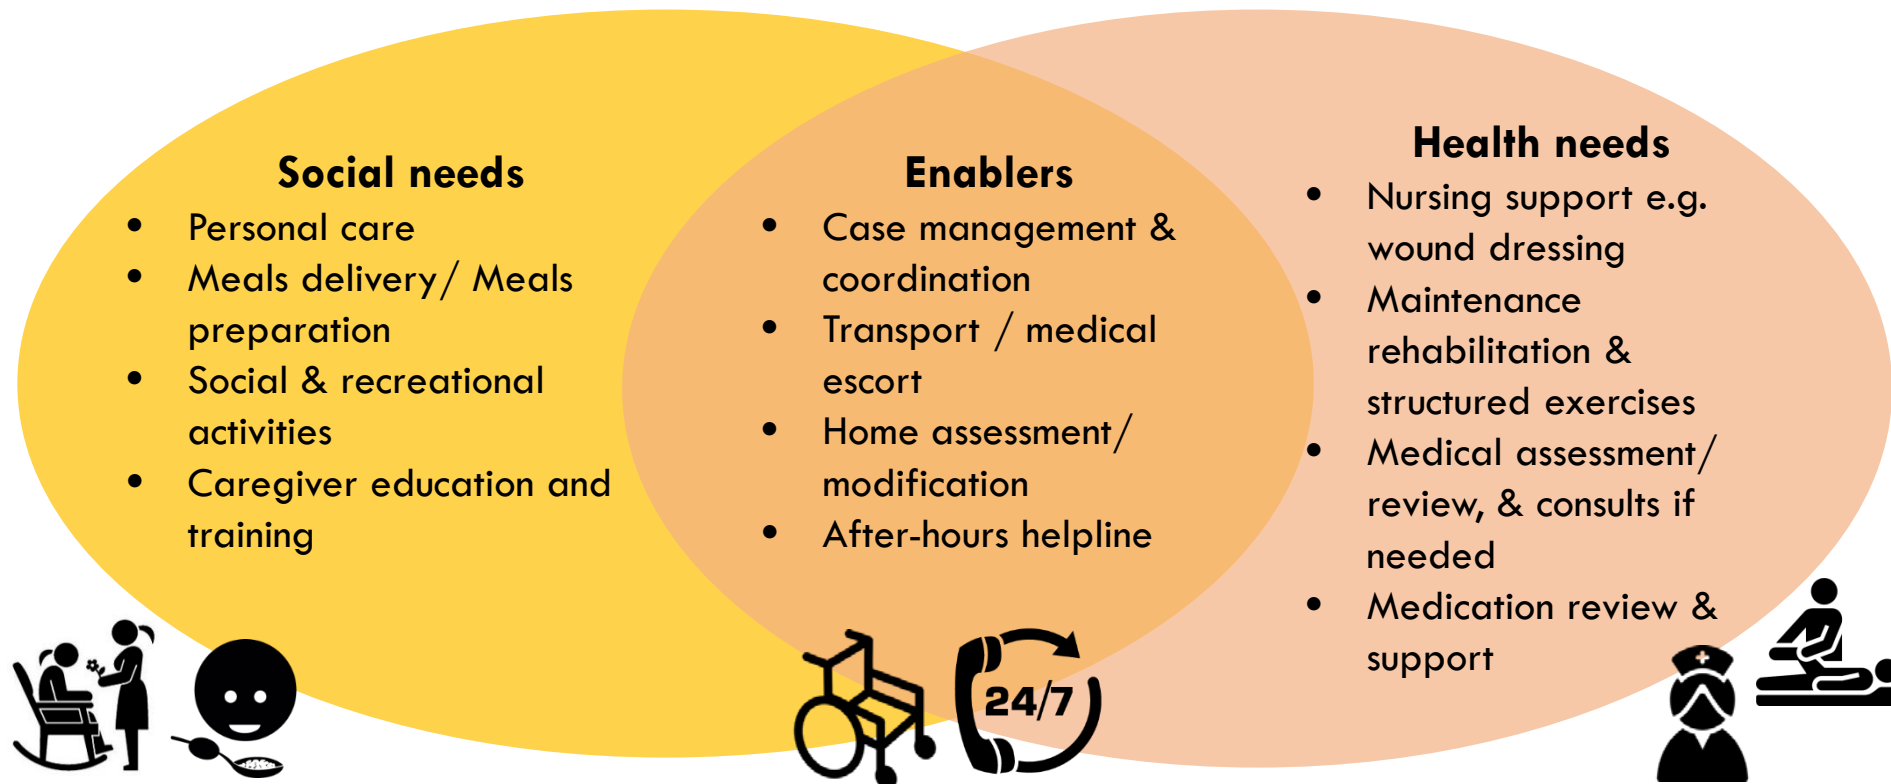 Social needs
• Personal care
• Meals delivery/ Meals
preparation
• Social & recreational
activities
• Caregiver education and
training
Enablers
• Case management &
coordination
• Transport / medical
escort
• Home assessment/
modification
• After-hours helpline
24/7
Health needs
• Nursing support e.g.
wound dressing
• Maintenance
rehabilitation &
structured exercises
• Medical assessment/
review, & consults if
needed
• Medication review &
support